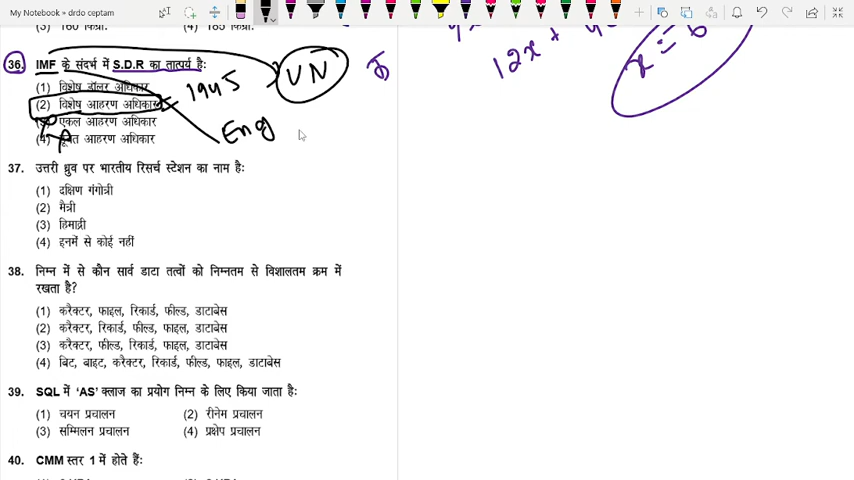 My Notebook > drdo ceptam
(3) 160 किग्रा. (4) 185 किग्रा.
12x +
x = 6
36. IMF के संदर्भ में S.D.R का तात्पर्य है:
UN
(1) विशेष डॉलर अधिकार
1945
(2) विशेष आहरण अधिकार
(3) एकल आहरण अधिकार
Eng
आहरण अधिकार
37. उत्तरी ध्रुव पर भारतीय रिसर्च स्टेशन का नाम है:
(1) दक्षिण गंगोत्री
(2) मैत्री
(3) हिमाद्री
(4) इनमें से कोई नहीं
38. निम्न में से कौन सार्व डाटा तत्वों को निम्नतम से विशालतम क्रम में
रखता है?
(1) करैक्टर, फाइल, रिकार्ड, फील्ड, डाटाबेस
(2) करैक्टर, रिकार्ड, फील्ड, फाइल, डाटाबेस
(3) करैक्टर, फील्ड, रिकार्ड, फाइल, डाटाबेस
(4) बिट, बाइट, करैक्टर, रिकार्ड, फील्ड, फाइल, डाटाबेस
39. SQL में 'AS' क्लाज का प्रयोग निम्न के लिए किया जाता है:
(1) चयन प्रचालन (2) रीनेम प्रचालन
(3) सम्मिलन प्रचालन (4) प्रक्षेप प्रचालन
40. CMM स्तर 1 में होते हैं: